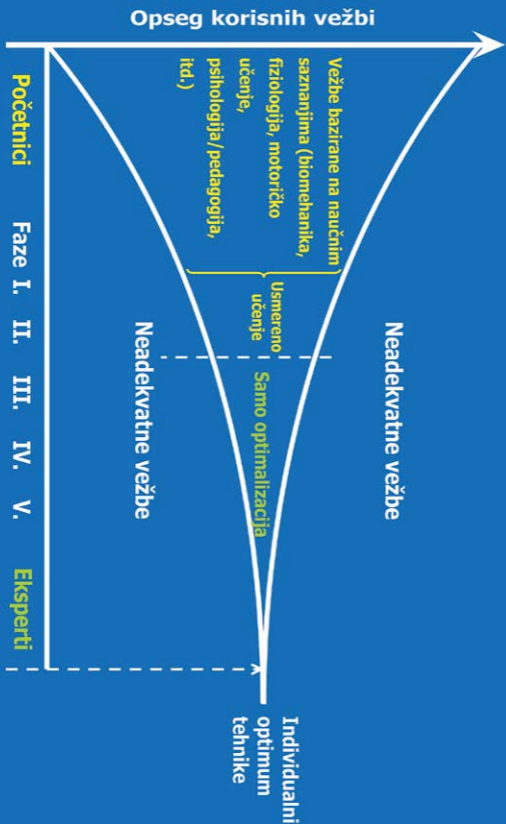 Opseg korisnih vežbi
Vežbe bazirane na naučnim
saznanjima (biomehanika,
fiziologija, motoričko
učenje,
psihologija/pedagogija,
itd.)
Usmereno
učenje
Samo optimalizacija
Neadekvatne vežbe
Neadekvatne vežbe
Individualni
optimum
tehnike
Početnici Faze I. II. III. IV. V. Eksperti